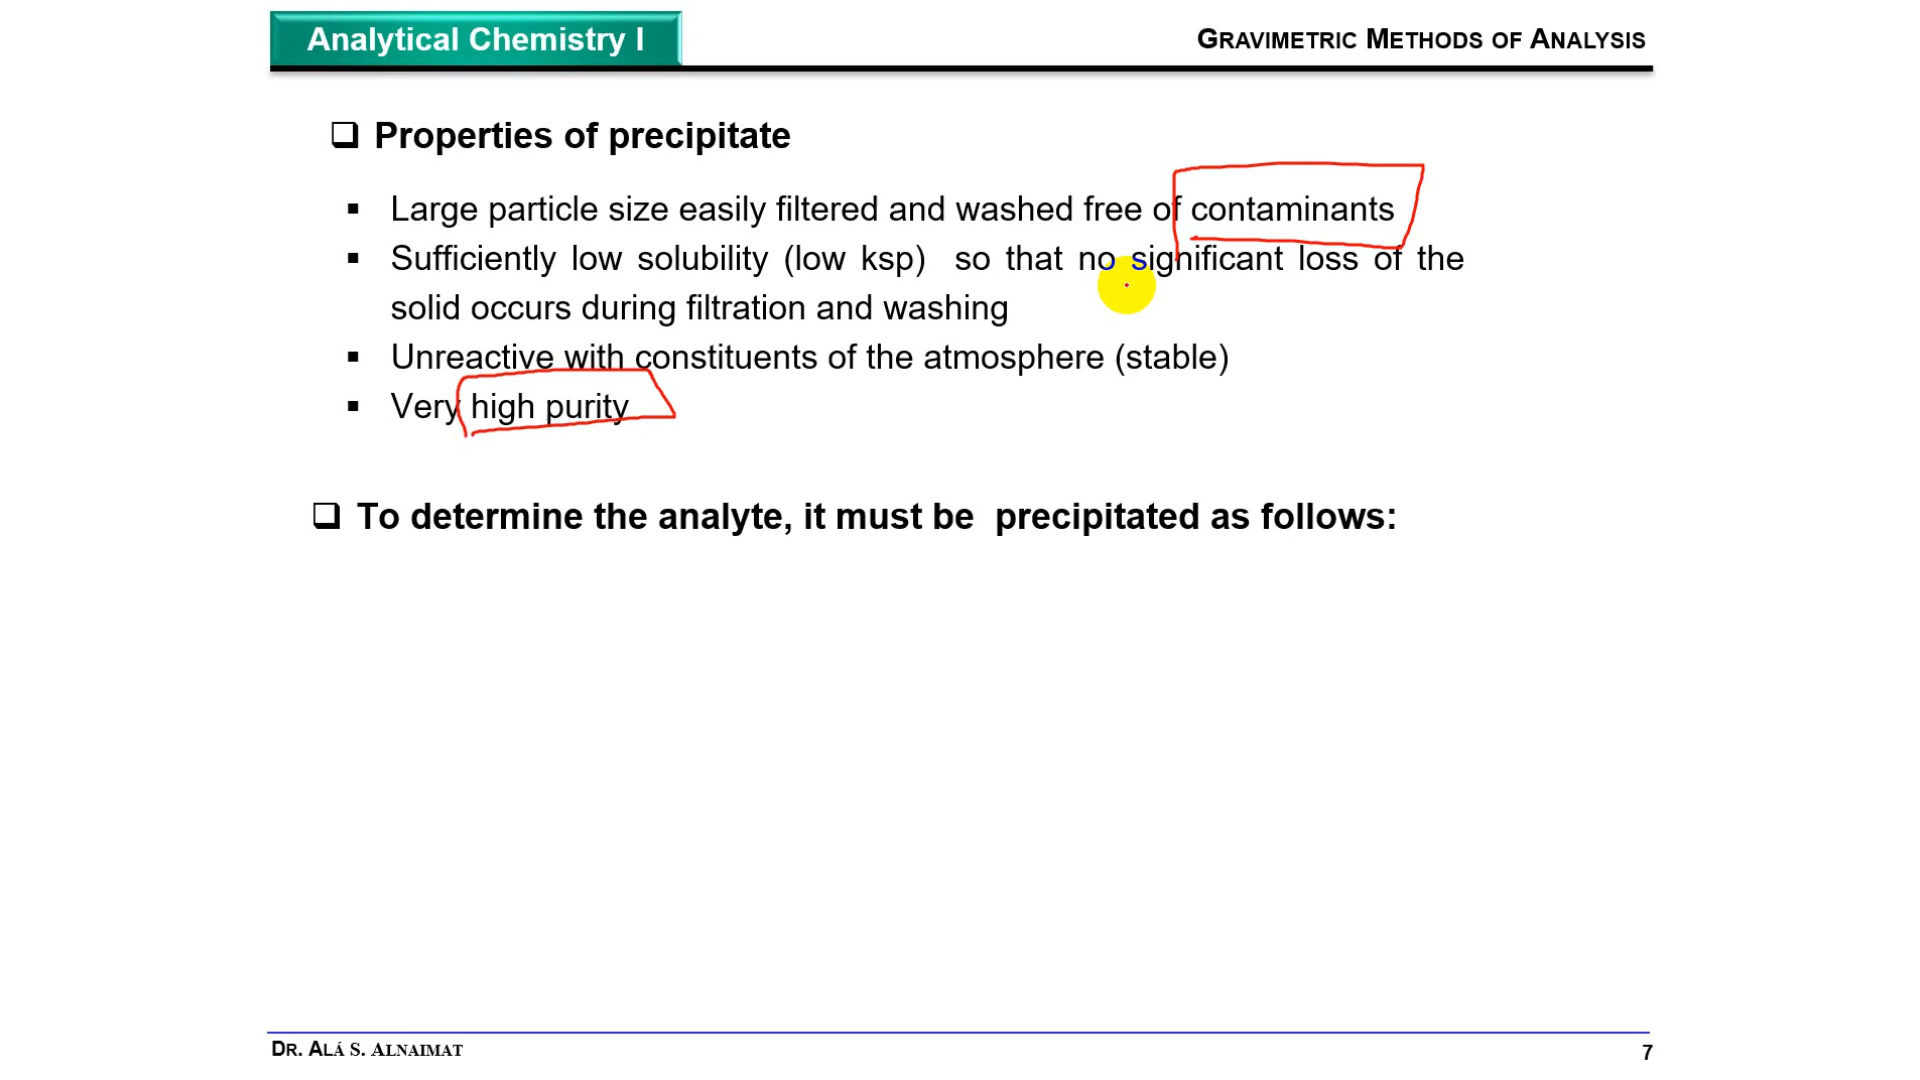 Analytical Chemistry I
GRAVIMETRIC METHODS OF ANALYSIS
Properties of precipitate
Large particle size easily filtered and washed free of contaminants
Sufficiently low solubility (low ksp) so that no significant loss of the
solid occurs during filtration and washing
Unreactive with constituents of the atmosphere (stable)
Very high purity
To determine the analyte, it must be precipitated as follows:
DR. ALÁ S. ALNAIMAT
7